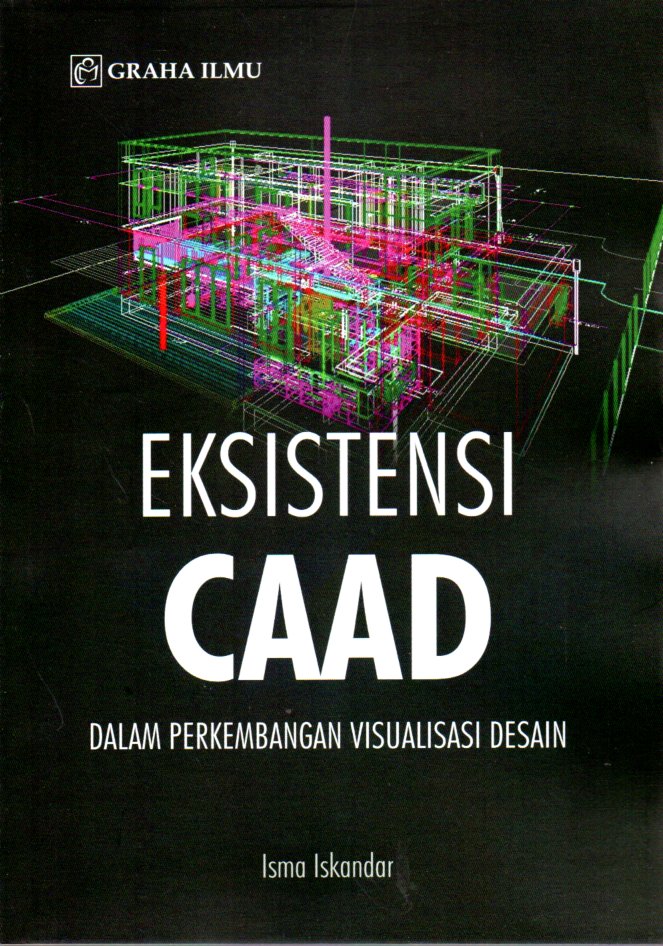 GRAHA ILMU
EKSISTENSI
CAAD
DALAM PERKEMBANGAN VISUALISASI DESAIN
Isma Iskandar